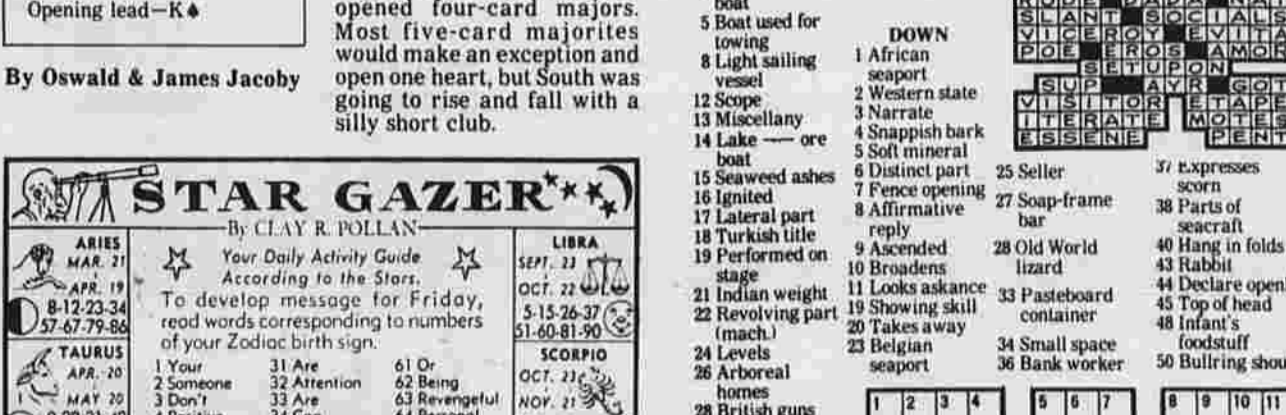 Opening lead—K♠
By Oswald & James Jacoby
opened four-card majors.
Most five-card majorites
would make an exception and
open one heart, but South was
going to rise and fall with a
silly short club.
STAR GAZER
By CLAY R. POLLAN
ARIES
MAR. 21
APR. 19
8-12-23-34
57-67-79-86
TAURUS
APR. 20
MAY 20
Your Daily Activity Guide
According to the Stars.
To develop message for Friday,
read words corresponding to numbers
of your Zodiac birth sign.
1 Your
2 Someone
3 Don't
31 Are
32 Attention
33 Are
61 Or
62 Being
63 Revengeful
LIBRA
SEPT. 23
OCT. 22
5-15-26-37
51-60-81-90
SCORPIO
OCT. 23
NOV. 21
boat
5 Boat used for
towing
8 Light sailing
vessel
12 Scope
13 Miscellany
14 Lake — ore
boat
15 Seaweed ashes
16 Ignited
17 Lateral part
18 Turkish title
19 Performed on
stage
21 Indian weight
22 Revolving part
(mach.)
24 Levels
26 Arboreal
homes
28 British guns
DOWN
1 African
seaport
2 Western state
3 Narrate
4 Snappish bark
5 Soft mineral
6 Distinct part
7 Fence opening
8 Affirmative
reply
9 Ascended
10 Broadens
11 Looks askance
19 Showing skill
20 Takes away
23 Belgian
seaport
25 Seller
27 Soap-frame
bar
28 Old World
lizard
33 Pasteboard
container
34 Small space
36 Bank worker
SLANT SOCIALS
VICEROY EVITA
POE EROS AMO
SETUPON
SUP AYR GOT
VISITOR ETAPE
ITERATE MOTES
ESSENE PENT
37 Expresses
scorn
38 Parts of
seacraft
40 Hang in folds
43 Rabbit
44 Declare open
45 Top of head
48 Infant's
foodstuff
50 Bullring shou
1 2 3 4 5 6 7 8 9 10 11